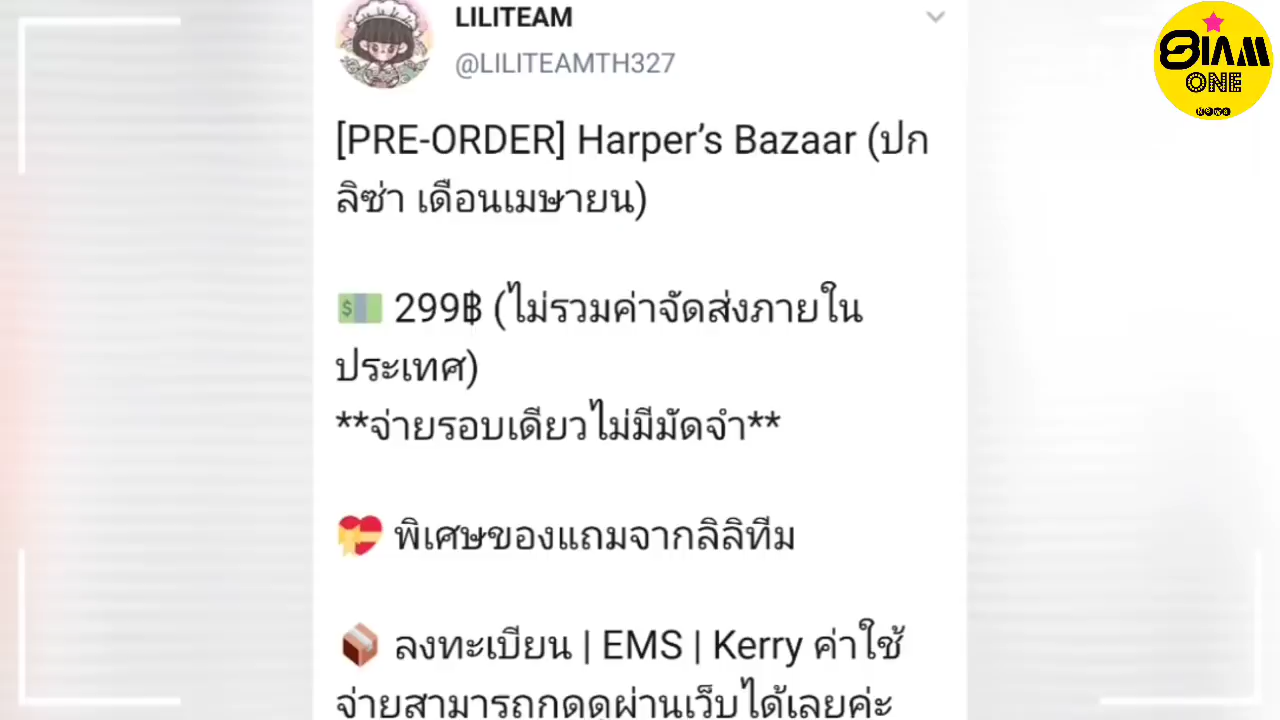 LILITEAM
@LILITEAMTH327
[PRE-ORDER] Harper’s Bazaar (ปก
ลิซ่า เดือนเมษายน)
299฿ (ไม่รวมค่าจัดส่งภายใน
ประเทศ)
**จ่ายรอบเดียวไม่มีมัดจำ**
พิเศษของแถมจากลิลิทีม
ลงทะเบียน | EMS | Kerry ค่าใช้
จ่ายสามารถกดดูผ่านเว็บได้เลยค่ะ
SIAM
ONE
NEWS